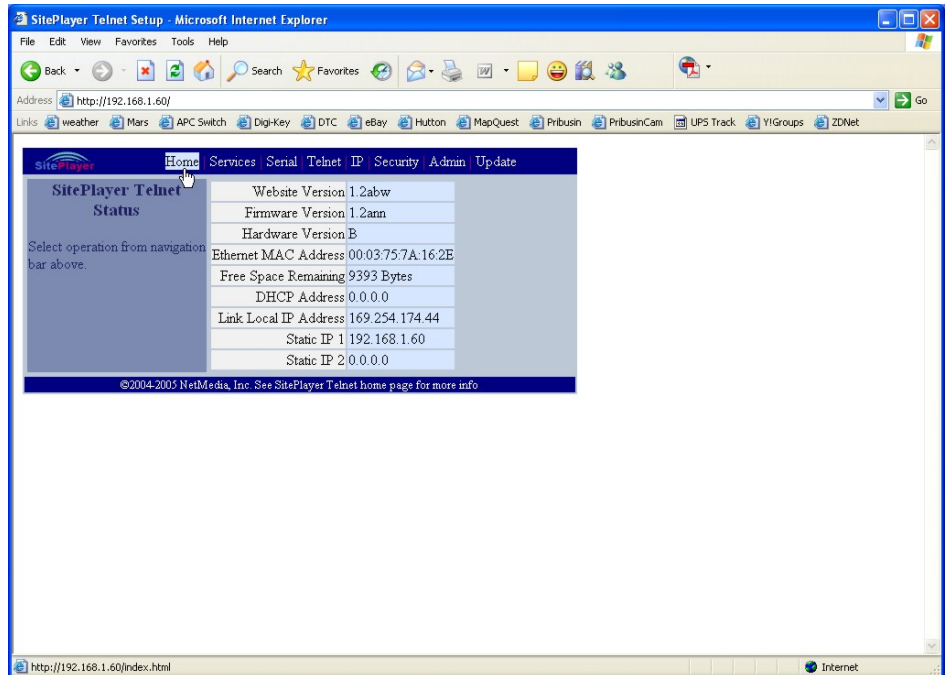 SitePlayer Telnet Setup - Microsoft Internet Explorer
File Edit View Favorites Tools Help
Back Search Favorites
Address http://192.168.1.60/ Go
Links weather Mars APC Switch Digi-Key DTC eBay Hutton MapQuest Pribusin PribusinCam UPS Track Y!Groups ZDNet
SitePlayer Home | Services | Serial | Telnet | IP | Security | Admin | Update
SitePlayer Telnet
Status
Select operation from navigation
bar above.
Website Version 1.2abw
Firmware Version 1.2ann
Hardware Version B
Ethernet MAC Address 00:03:75:7A:16:2E
Free Space Remaining 9393 Bytes
DHCP Address 0.0.0.0
Link Local IP Address 169.254.174.44
Static IP 1 192.168.1.60
Static IP 2 0.0.0.0
©2004-2005 NetMedia, Inc. See SitePlayer Telnet home page for more info
http://192.168.1.60/index.html Internet